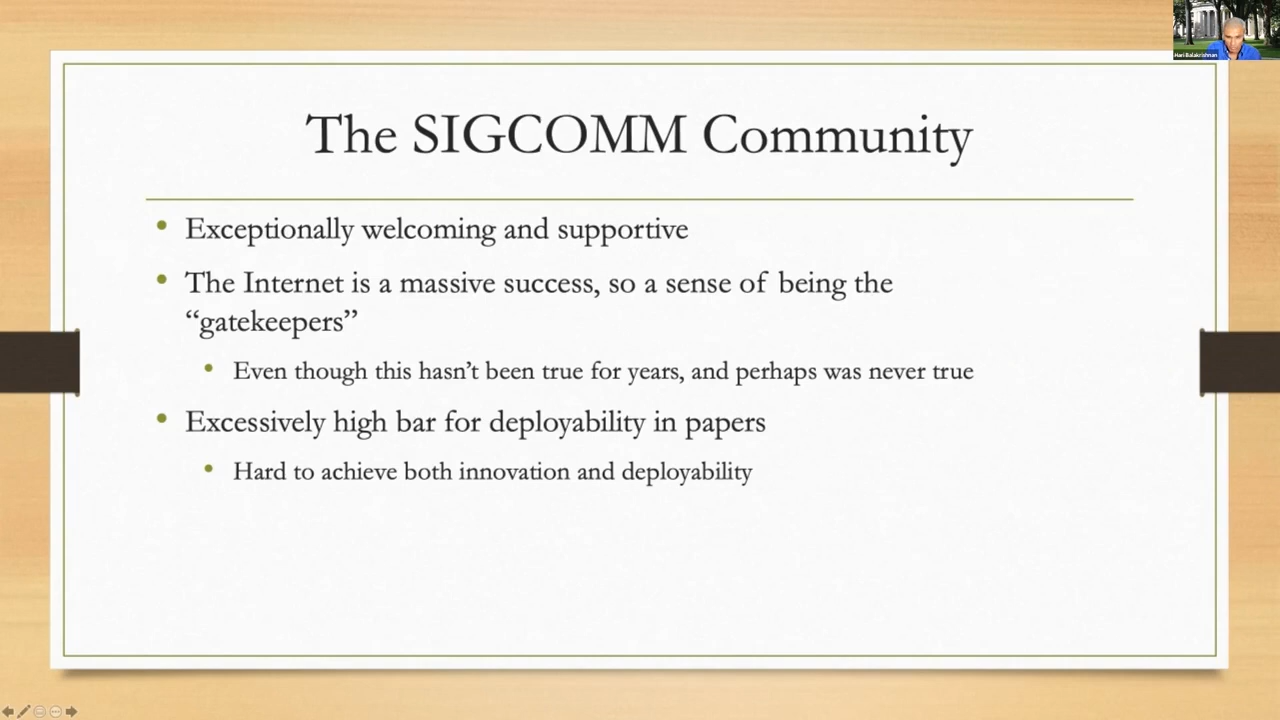 Hari Balakrishnan
The SIGCOMM Community
• Exceptionally welcoming and supportive
• The Internet is a massive success, so a sense of being the
“gatekeepers”
• Even though this hasn’t been true for years, and perhaps was never true
• Excessively high bar for deployability in papers
• Hard to achieve both innovation and deployability